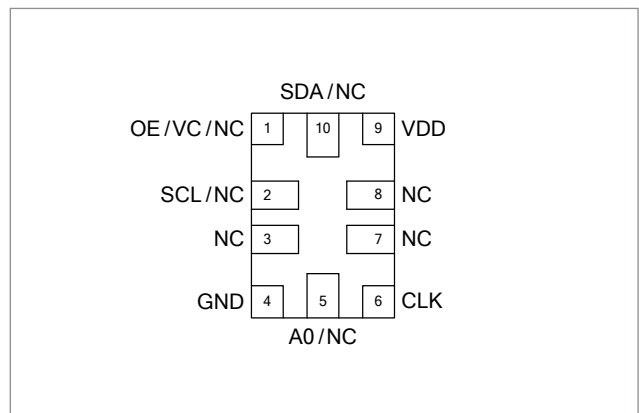 SDA/NC
OE/VC/NC 1 10 9 VDD
SCL/NC 2 8 NC
NC 3 7 NC
GND 4 5 6 CLK
A0/NC